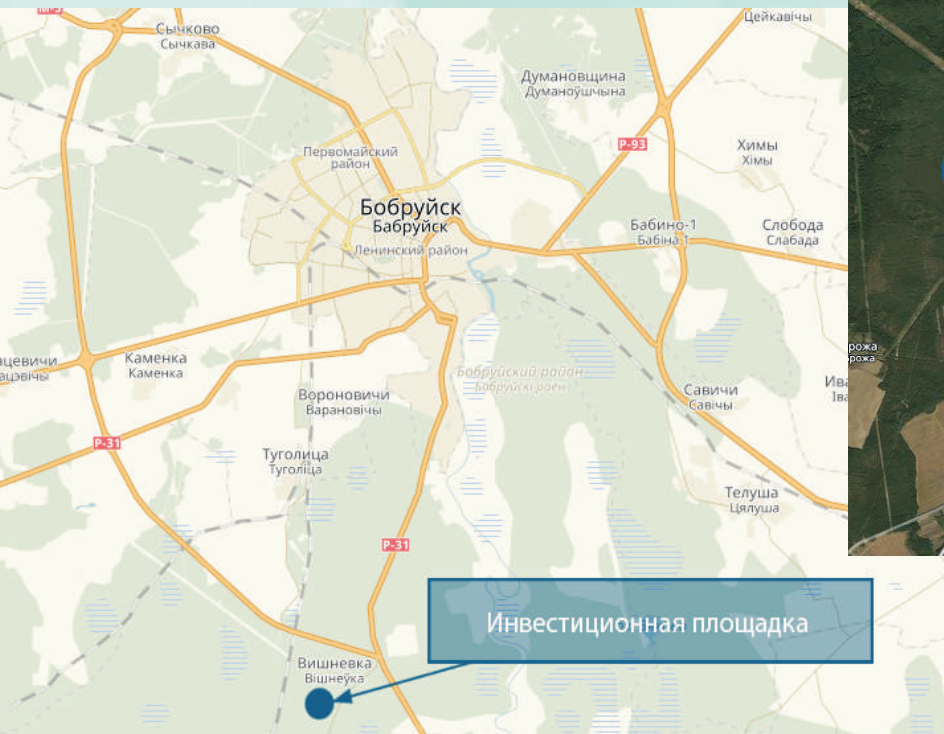 М-5
Сычково
Сычкава
Цейкавічы
Думановщина
Думаноўшчына
Р-93
Химы
Хімы
Первомайский
район
Бобруйск
Бабруйск
Ленинский район
Бабино-1
Бабіна 1
Слобода
Слабада
Каменка
Каменка
Бобруйский район
Бабруйскі раён
Вороновичи
Варановічы
Савичи
Савічы
Р-31
Туголица
Туголіца
Телуша
Цялуша
Р-31
Инвестиционная площадка
Вишневка
Вішнеўка